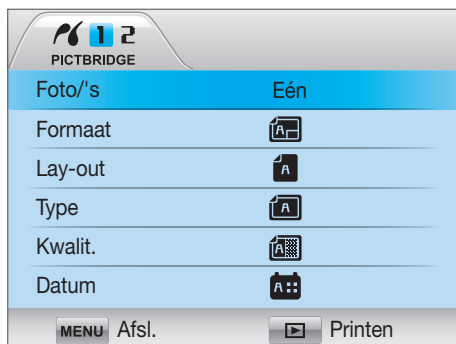 1 2
PICTBRIDGE
Foto/'s Eén
Formaat A
Lay-out A
Type A
Kwalit. A
Datum A
MENU Afsl. Printen